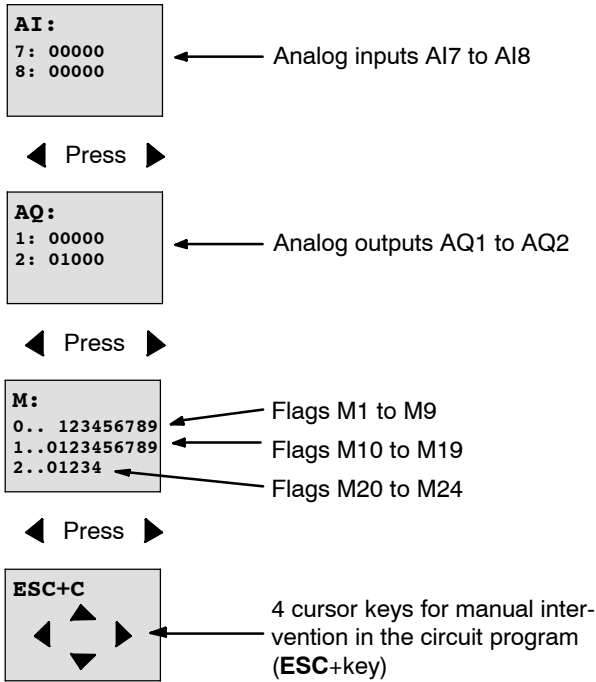 AI:
7: 00000
8: 00000
Analog inputs AI7 to AI8
Press
AQ:
1: 00000
2: 01000
Analog outputs AQ1 to AQ2
Press
M:
0.. 123456789
1..0123456789
2..01234
Flags M1 to M9
Flags M10 to M19
Flags M20 to M24
Press
ESC+C
4 cursor keys for manual inter-
vention in the circuit program
(ESC+key)